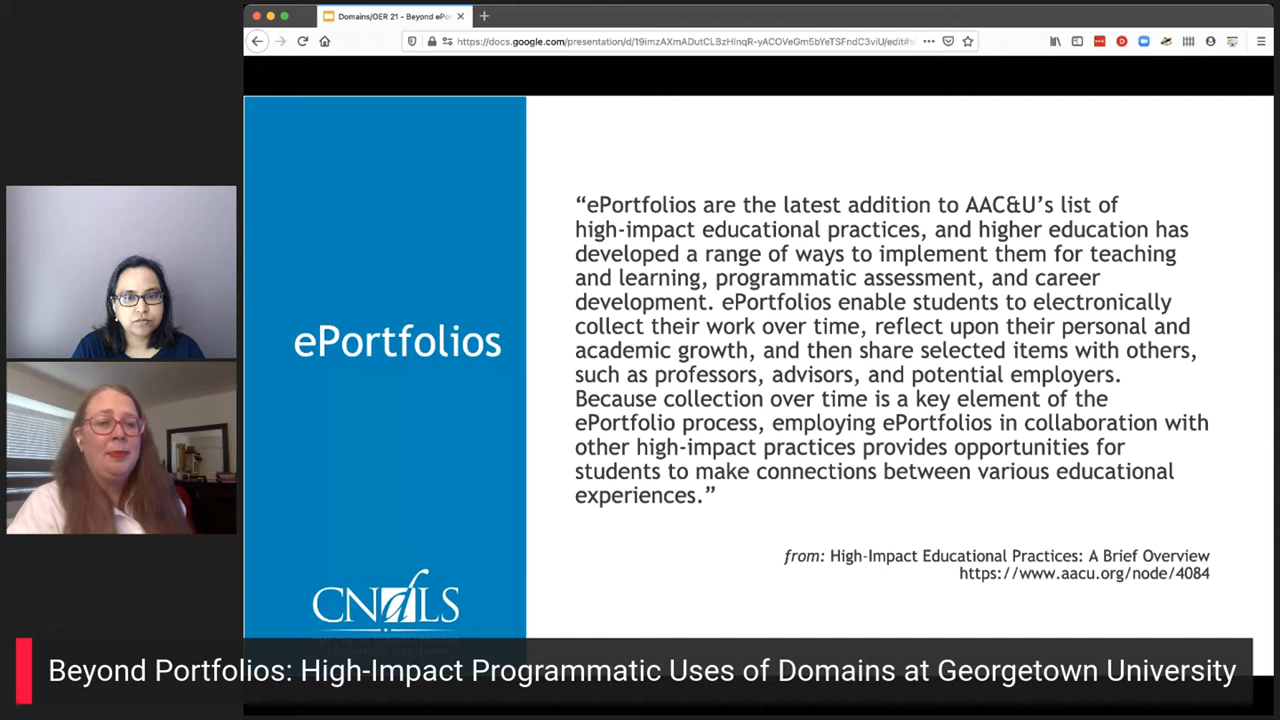 Domains/OER 21 - Beyond ePo
https://docs.google.com/presentation/d/19imzAXmADutCLBzHInqR-yACOVeGm5bYeTSFndC3viU/edit#s
ePortfolios
“ePortfolios are the latest addition to AAC&U’s list of
high-impact educational practices, and higher education has
developed a range of ways to implement them for teaching
and learning, programmatic assessment, and career
development. ePortfolios enable students to electronically
collect their work over time, reflect upon their personal and
academic growth, and then share selected items with others,
such as professors, advisors, and potential employers.
Because collection over time is a key element of the
ePortfolio process, employing ePortfolios in collaboration with
other high-impact practices provides opportunities for
students to make connections between various educational
experiences.”
from: High-Impact Educational Practices: A Brief Overview
https://www.aacu.org/node/4084
CNdLS
Beyond Portfolios: High-Impact Programmatic Uses of Domains at Georgetown University